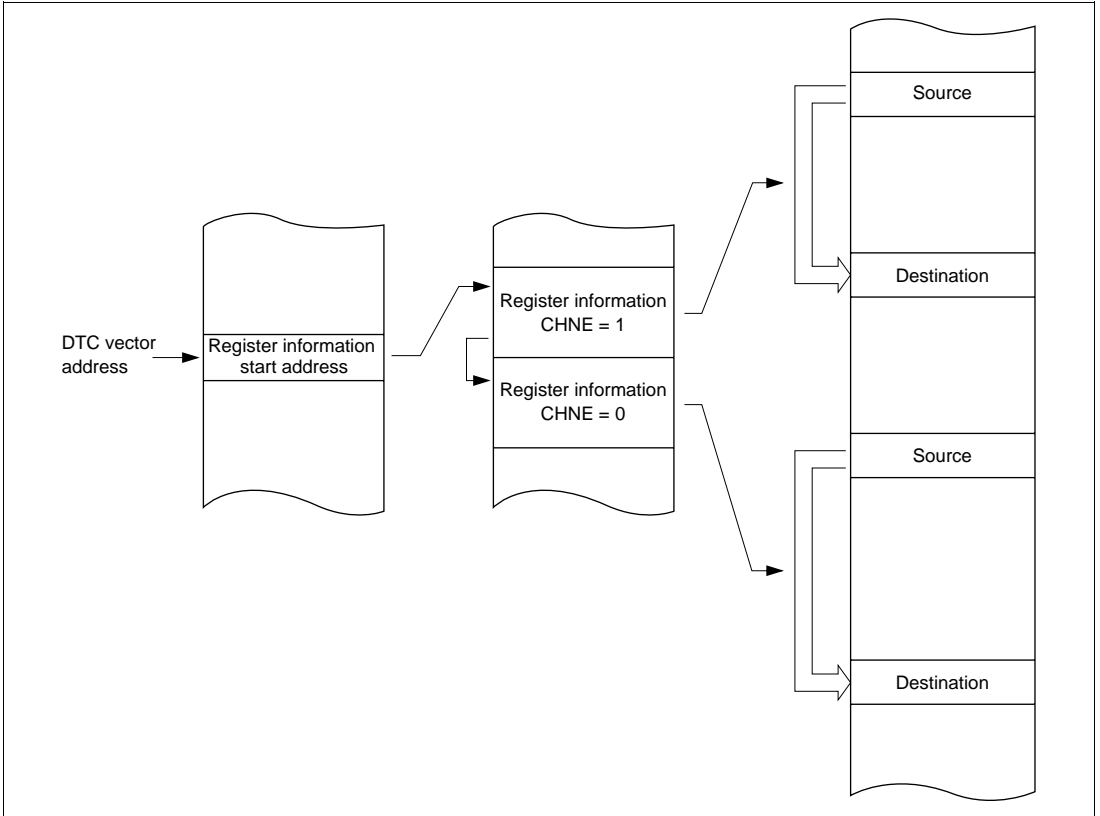 DTC vector
address
Register information
start address
Register information
CHNE = 1
Register information
CHNE = 0
Source
Destination
Source
Destination